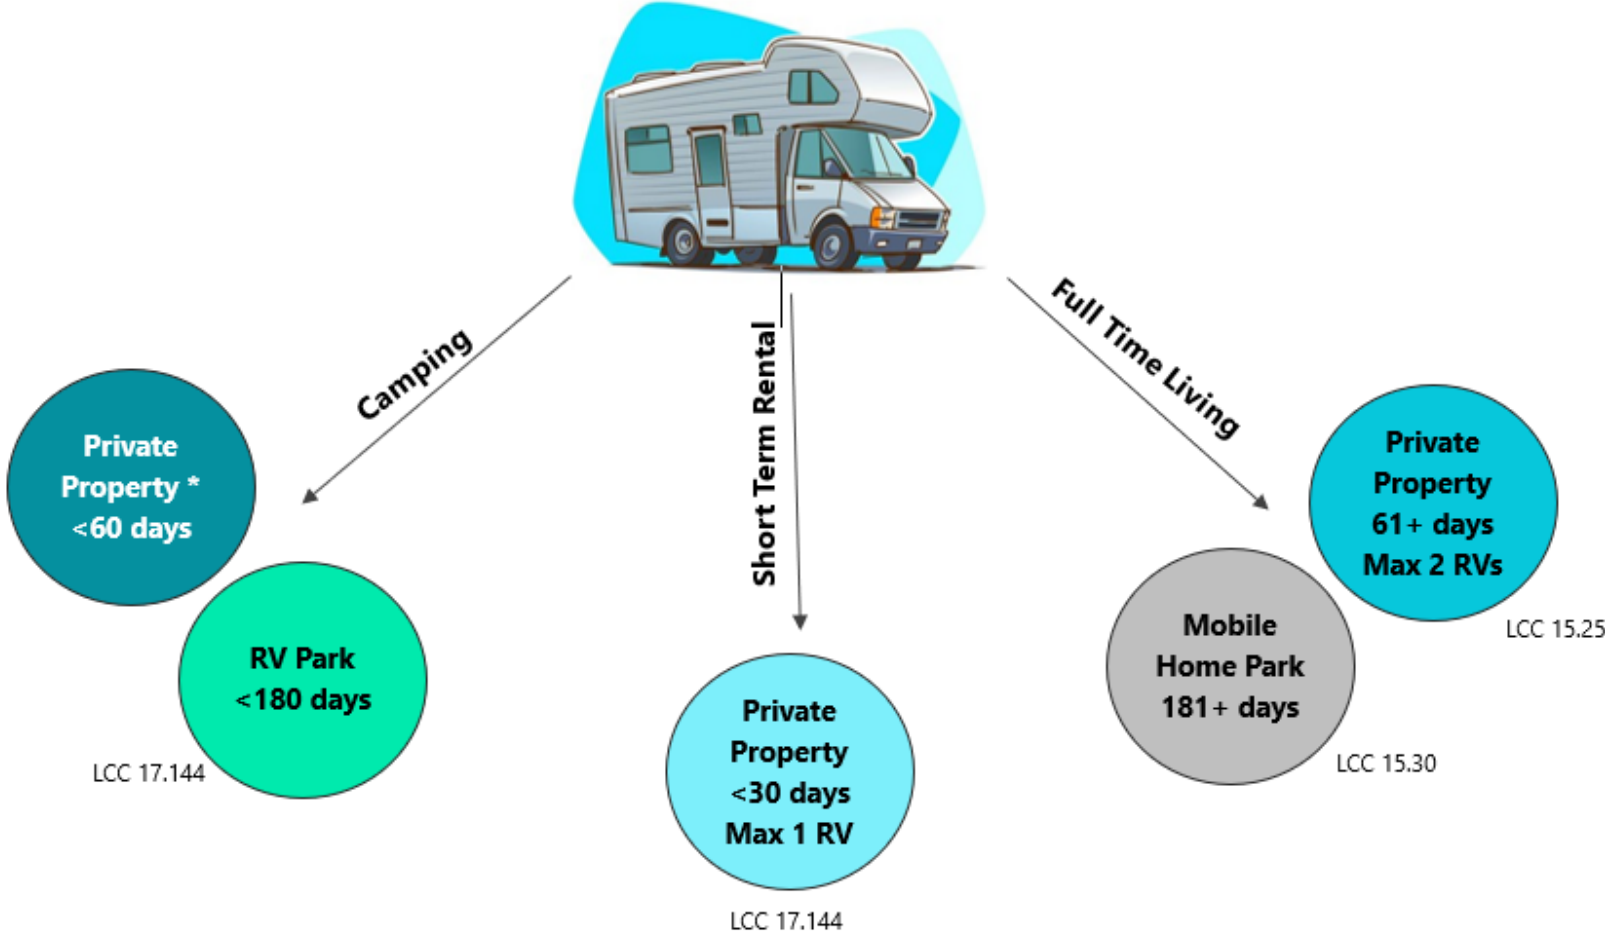 Camping
Short Term Rental
Full Time Living
Private
Property *
<60 days
RV Park
<180 days
LCC 17.144
Private
Property
<30 days
Max 1 RV
LCC 17.144
Mobile
Home Park
181+ days
LCC 15.30
Private
Property
61+ days
Max 2 RVs
LCC 15.25